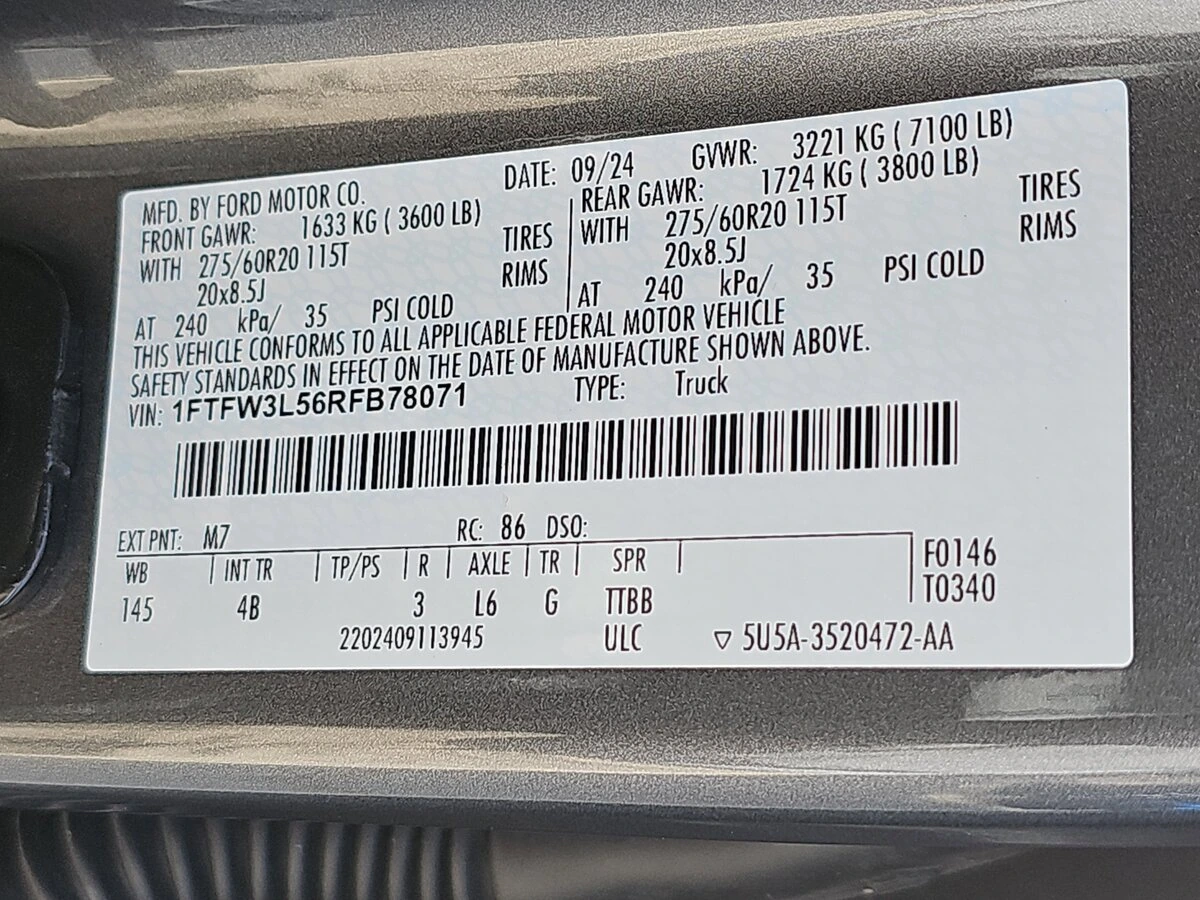 MFD. BY FORD MOTOR CO. DATE: 09/24 GVWR: 3221 KG ( 7100 LB)
FRONT GAWR: 1633 KG ( 3600 LB) REAR GAWR: 1724 KG ( 3800 LB)
WITH 275/60R20 115T TIRES WITH 275/60R20 115T TIRES
20x8.5J RIMS 20x8.5J RIMS
AT 240 kPa/ 35 PSI COLD AT 240 kPa/ 35 PSI COLD
THIS VEHICLE CONFORMS TO ALL APPLICABLE FEDERAL MOTOR VEHICLE
SAFETY STANDARDS IN EFFECT ON THE DATE OF MANUFACTURE SHOWN ABOVE.
VIN: 1FTFW3L56RFB78071 TYPE: Truck
EXT PNT: M7 RC: 86 DSO:
WB INT TR TP/PS R AXLE TR SPR F0146
145 4B 3 L6 G TTBB T0340
2202409113945 ULC ▽ 5U5A-3520472-AA